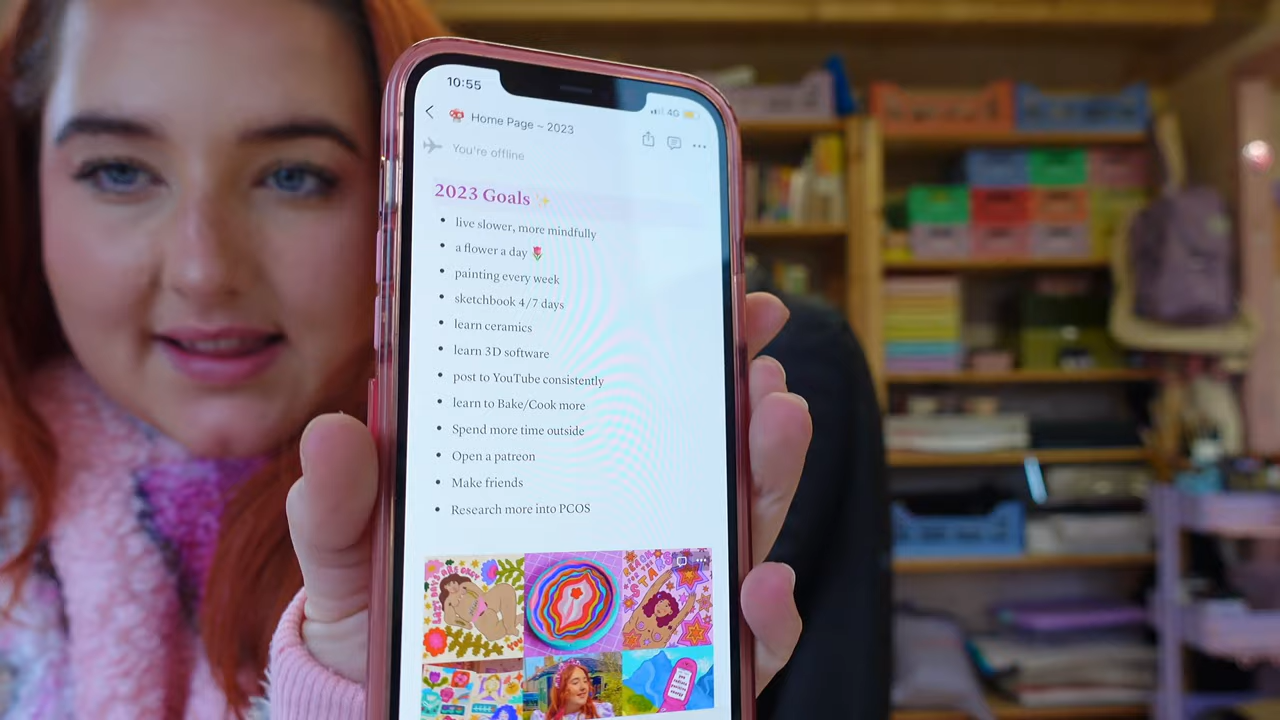 10:55
4G
Home Page ~ 2023
You're offline
2023 Goals ✨
• live slower, more mindfully
• a flower a day 🌷
• painting every week
• sketchbook 4/7 days
• learn ceramics
• learn 3D software
• post to YouTube consistently
• learn to Bake/Cook more
• Spend more time outside
• Open a patreon
• Make friends
• Research more into PCOS